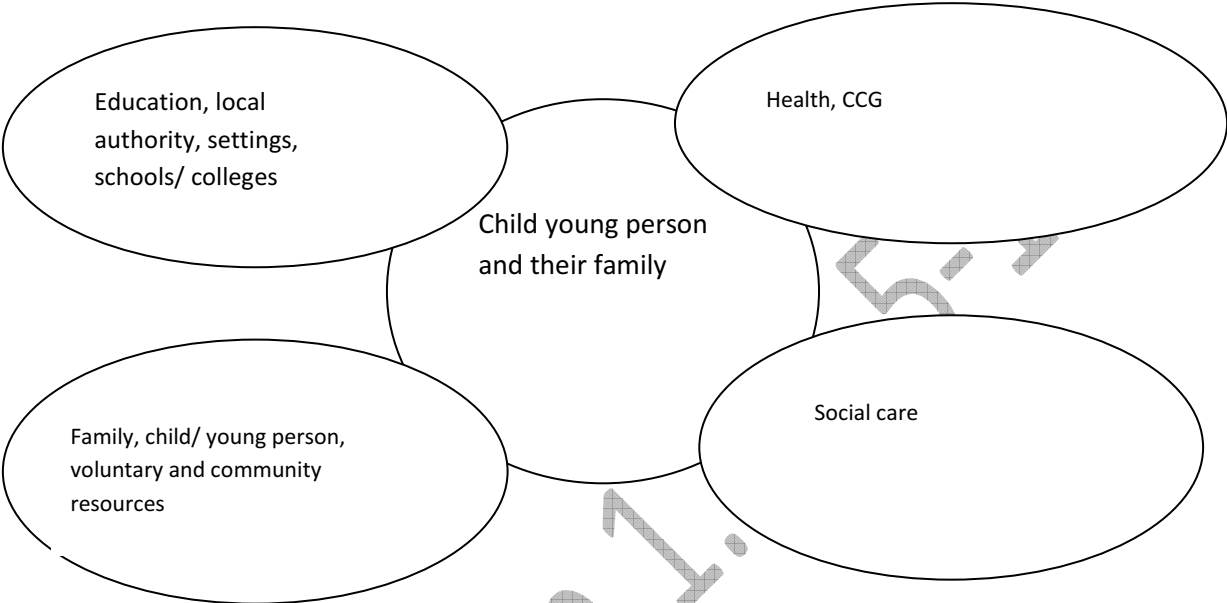 Education, local
authority, settings,
schools/ colleges
Health, CCG
Child young person
and their family
Family, child/ young person,
voluntary and community
resources
Social care